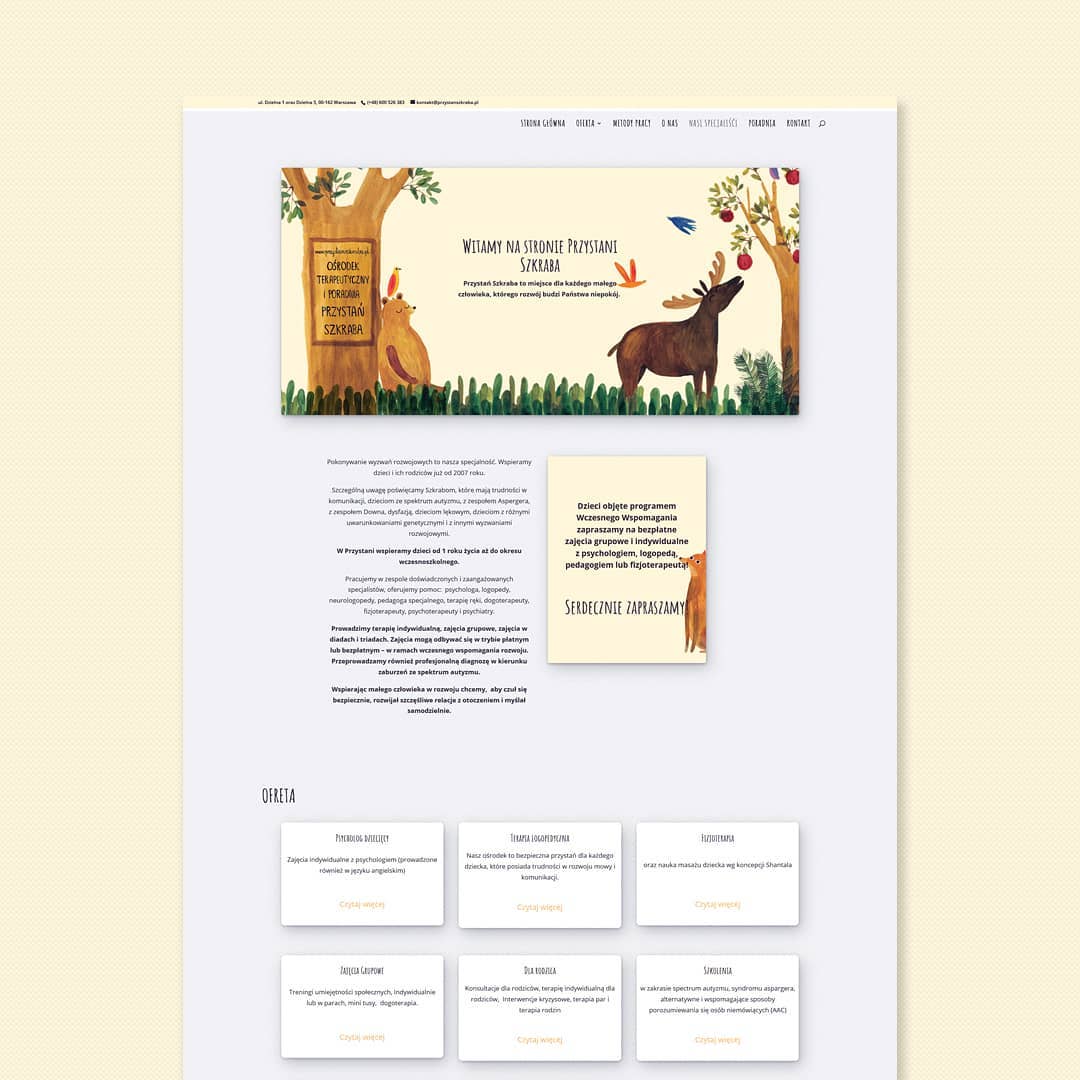 ul. Dzielna 1 oraz Dzielna 5, 00-162 Warszawa (+48) 600 526 383 kontakt@przystanszkraba.pl
STRONA GŁÓWNA OFERTA METODY PRACY O NAS NASI SPECJALIŚCI PORADNIA KONTAKT
OŚRODEK
TERAPEUTYCZNY
I PORADNIA
PRZYSTAŃ
SZKRABA
Witamy na stronie Przystani
Szkraba
Przystań Szkraba to miejsce dla każdego małego
człowieka, którego rozwój budzi Państwa niepokój.
Pokonywanie wyzwań rozwojowych to nasza specjalność. Wspieramy
dzieci i ich rodziców już od 2007 roku.
Szczególną uwagę poświęcamy Szkrabom, które mają trudności w
komunikacji, dzieciom ze spektrum autyzmu, z zespołem Aspergera,
z zespołem Downa, dysfazją, dzieciom lękowym, dzieciom z różnymi
uwarunkowaniami genetycznymi i z innymi wyzwaniami
rozwojowymi.
W Przystani wspieramy dzieci od 1 roku życia aż do okresu
wczesnoszkolnego.
Pracujemy w zespole doświadczonych i zaangażowanych
specjalistów, oferujemy pomoc: psychologa, logopedy,
neurologopedy, pedagoga specjalnego, terapię ręki, dogoterapeuty,
fizjoterapeuty, psychoterapeuty i psychiatry.
Prowadzimy terapię indywidualną, zajęcia grupowe, zajęcia w
diadach i triadach. Zajęcia mogą odbywać się w trybie płatnym
lub bezpłatnym – w ramach wczesnego wspomagania rozwoju.
Przeprowadzamy również profesjonalną diagnozę w kierunku
zaburzeń ze spektrum autyzmu.
Wspierając małego człowieka w rozwoju chcemy, aby czuł się
bezpiecznie, rozwijał szczęśliwe relacje z otoczeniem i myślał
samodzielnie.
Dzieci objęte programem
Wczesnego Wspomagania
zapraszamy na bezpłatne
zajęcia grupowe i indywidualne
z psychologiem, logopedą,
pedagogiem lub fizjoterapeutą!
Serdecznie zapraszamy
OFRETA
Psycholog dziecięcy
Zajęcia indywidualne z psychologiem (prowadzone
również w języku angielskim)
Czytaj więcej
Terapia logopedyczna
Nasz ośrodek to bezpieczna przystań dla każdego
dziecka, które posiada trudności w rozwoju mowy i
komunikacji.
Czytaj więcej
Fizjoterapia
oraz nauka masażu dziecka wg koncepcji Shantala
Czytaj więcej
Zajęcia Grupowe
Treningi umiejętności społecznych, Indywidualnie
lub w parach, mini tusy, dogoterapia.
Czytaj więcej
Dla rodzica
Konsultacje dla rodziców, terapię indywidualną dla
rodziców, Interwencje kryzysowe, terapia par i
terapia rodzin
Czytaj więcej
Szkolenia
w zakresie spectrum autyzmu, syndromu aspargera,
alternatywne i wspomagające sposoby
porozumiewania się osób niemówiących (AAC)
Czytaj więcej